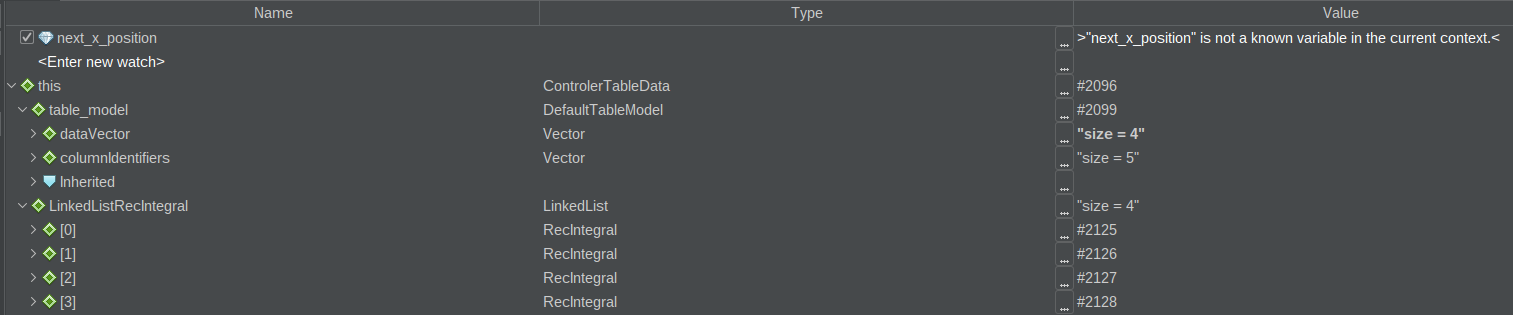 Name Type Value
next_x_position ... >"next_x_position" is not a known variable in the current context.<
<Enter new watch> ...
this ControlerTableData ... #2096
table_model DefaultTableModel ... #2099
dataVector Vector ... "size = 4"
columnIdentifiers Vector ... "size = 5"
Inherited ...
LinkedListRecIntegral LinkedList ... "size = 4"
[0] RecIntegral ... #2125
[1] RecIntegral ... #2126
[2] RecIntegral ... #2127
[3] RecIntegral ... #2128